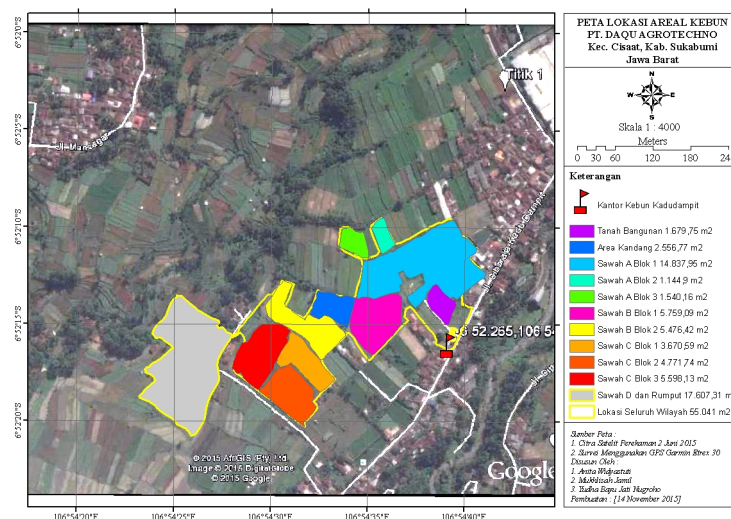 PETA LOKASI AREAL KEBUN
PT. DAQU AGROTECHNO
Kec. Cisaat, Kab. Sukabumi
Jawa Barat
N
W E
S
Skala 1 : 4000
Meters
0 30 60 120 180 24
Keterangan
Kantor Kebun Kadudampit
Tanah Bangunan 1.679,75 m2
Area Kandang 2.556,77 m2
Sawah A Blok 1 14.837,95 m2
Sawah A Blok 2 1.144,9 m2
Sawah A Blok 3 1.540,16 m2
Sawah B Blok 1 5.759,09 m2
Sawah B Blok 2 5.476,42 m2
Sawah C Blok 1 3.670,59 m2
Sawah C Blok 2 4.771,74 m2
Sawah C Blok 3 5.598,13 m2
Sawah D dan Rumput 17.607,31 m
Lokasi Seluruh Wilayah 55.041 m2
Sumber Peta :
1. Citra Satelit Perekaman 2 Juni 2015
2. Survei Menggunakan GPS Garmin Etrex 30
Disusun Oleh :
1. Anita Widyastuti
2. Mukhlisah Jamil
3. Yudha Bayu Jati Nugroho
Pembuatan : [14 November 2015]
6°52'0"S
6°52'5"S
6°52'10"S
6°52'15"S
6°52'20"S
Titik 1
52.265,106 54
© 2015 AfriGIS (Pty) Ltd.
Image © 2015 DigitalGlobe
© 2015 Google
Google
106°54'20"E 106°54'25"E 106°54'30"E 106°54'35"E 106°54'40"E